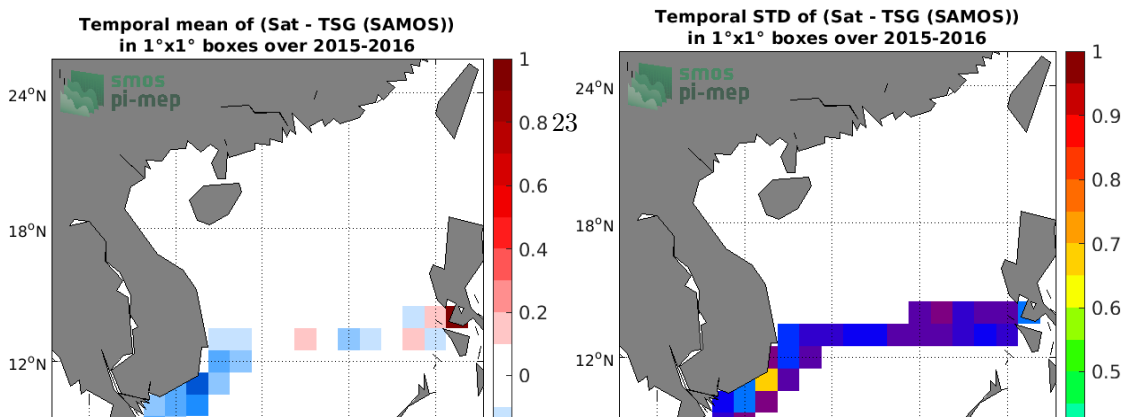 Temporal mean of (Sat - TSG (SAMOS))
in 1°x1° boxes over 2015-2016
smos
pi-mep
24°N
18°N
12°N
1
0.8
0.6
0.4
0.2
0
23
Temporal STD of (Sat - TSG (SAMOS))
in 1°x1° boxes over 2015-2016
smos
pi-mep
24°N
18°N
12°N
1
0.9
0.8
0.7
0.6
0.5